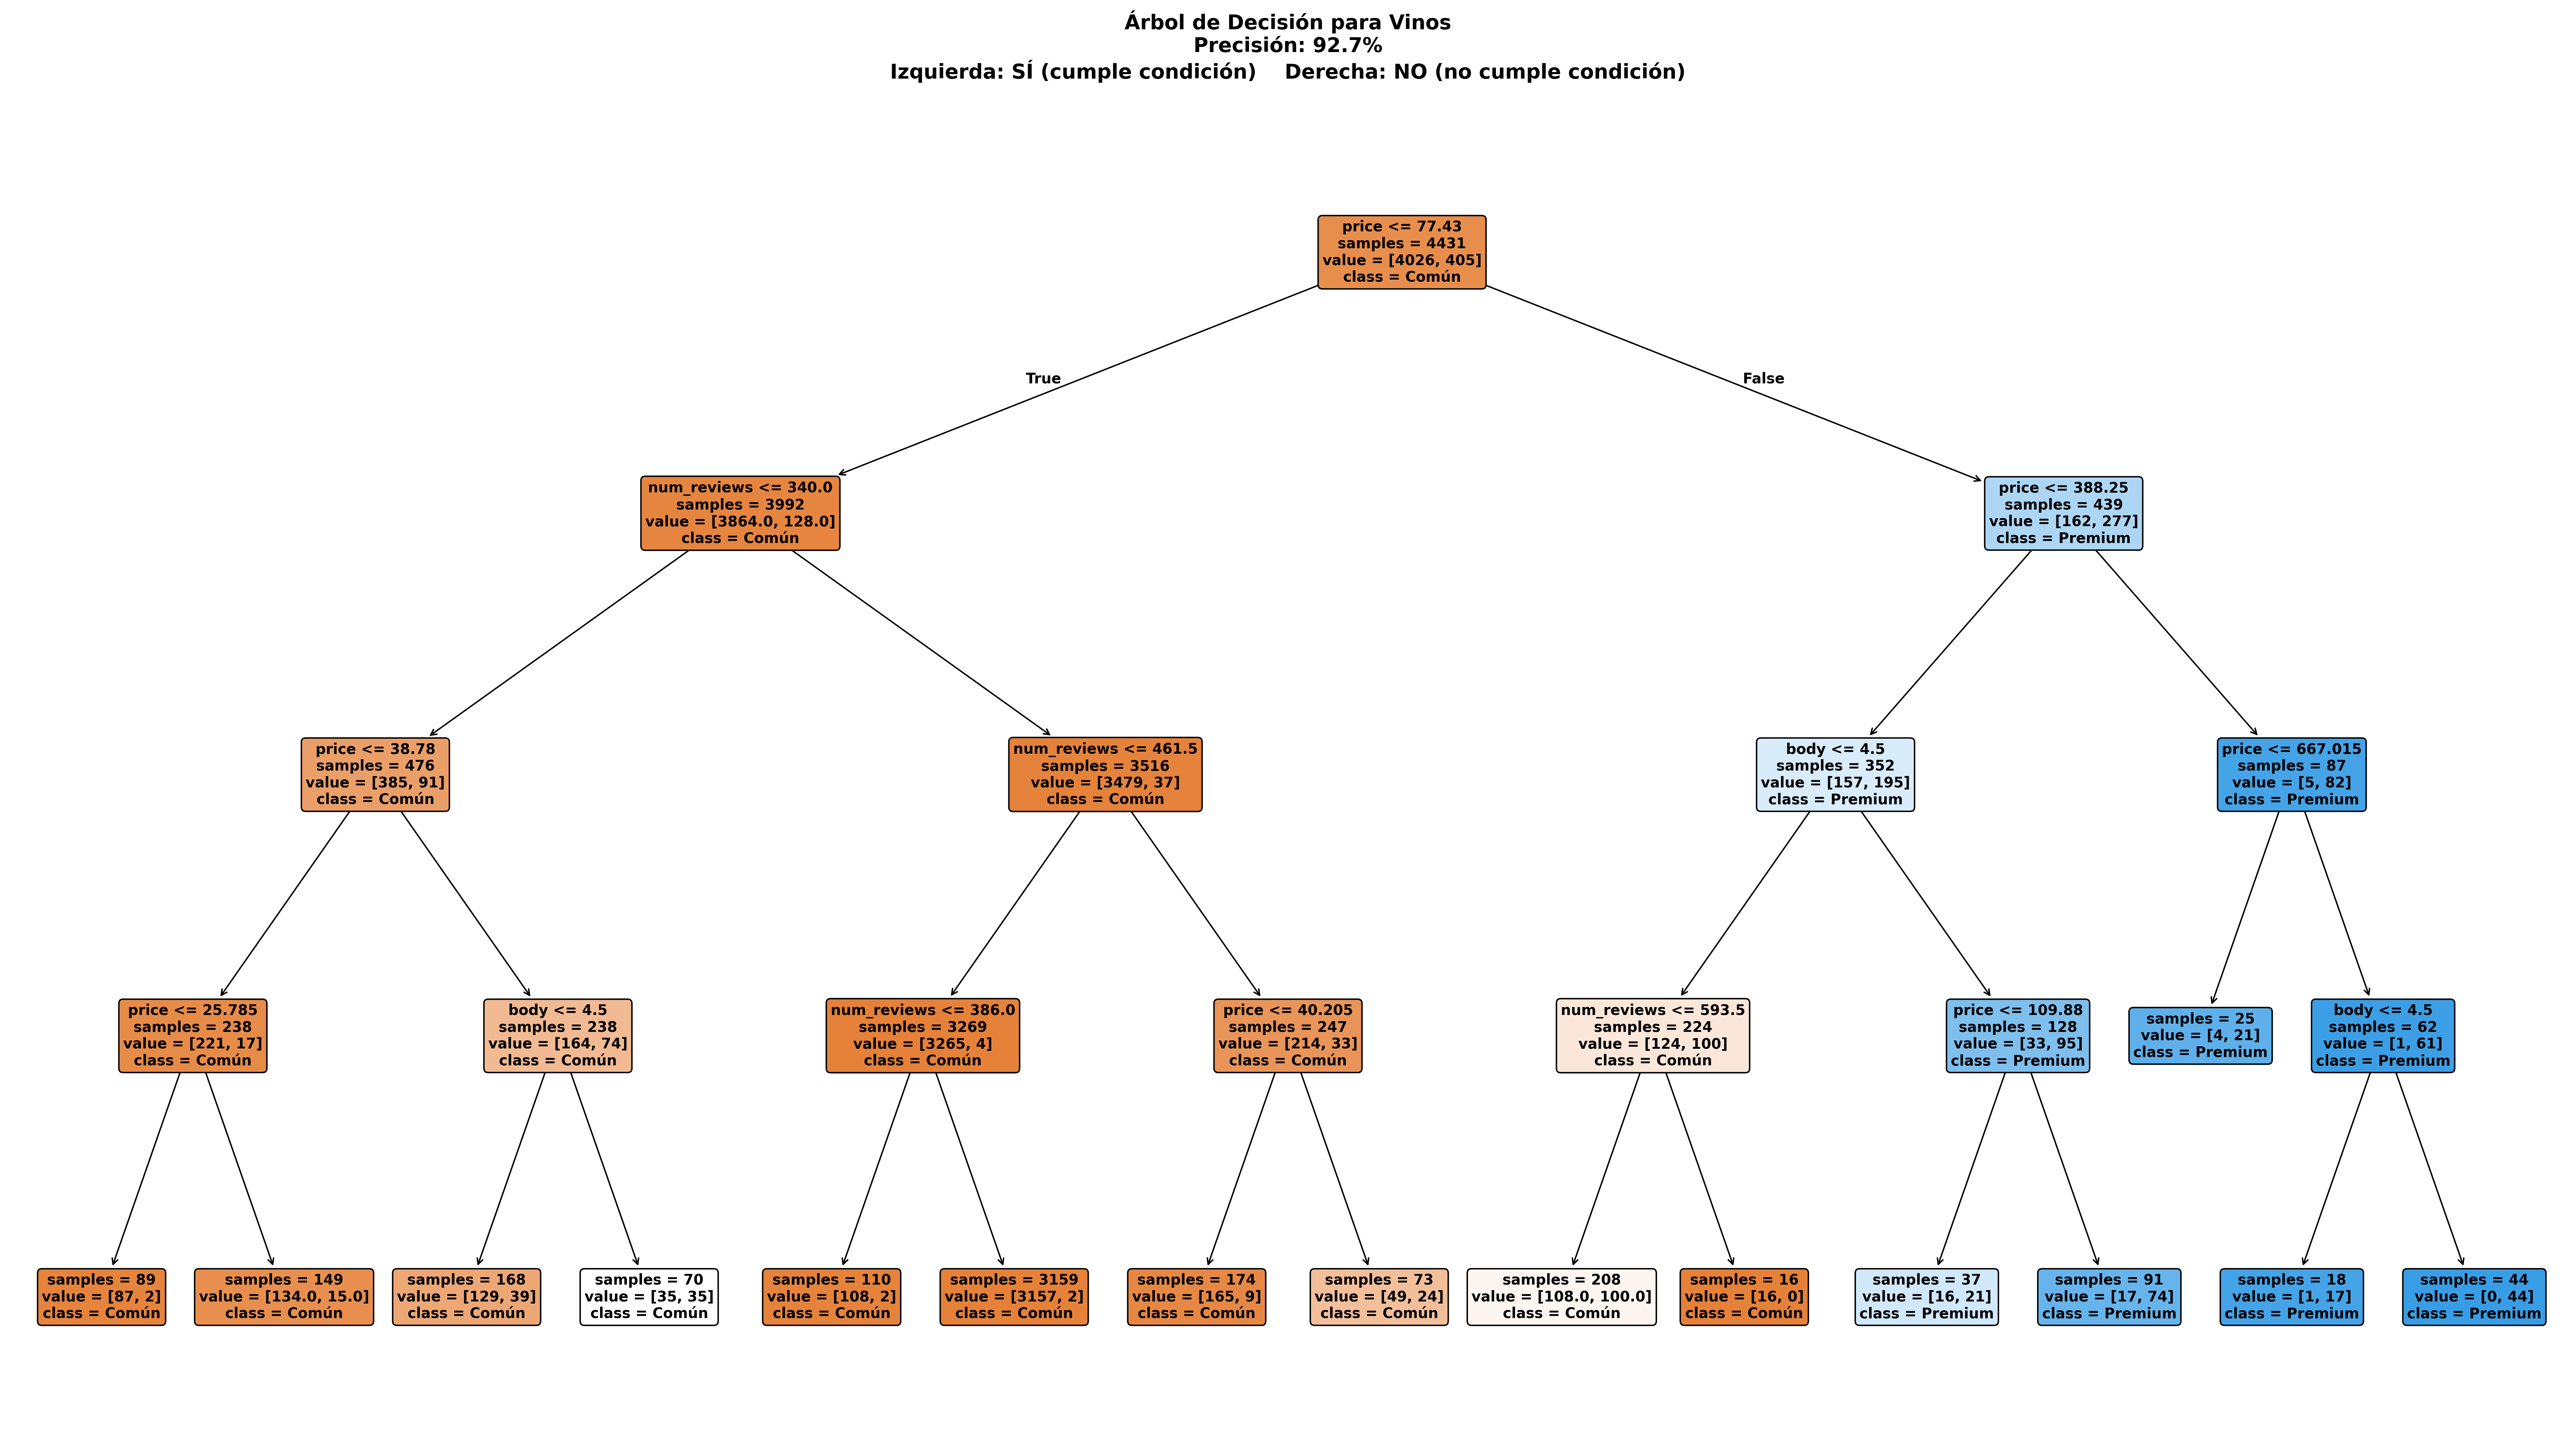 Árbol de Decisión para Vinos
Precisión: 92.7%
Izquierda: SÍ (cumple condición)    Derecha: NO (no cumple condición)
price <= 77.43
samples = 4431
value = [4026, 405]
class = Común
True
False
num_reviews <= 340.0
samples = 3992
value = [3864.0, 128.0]
class = Común
price <= 388.25
samples = 439
value = [162, 277]
class = Premium
price <= 38.78
samples = 476
value = [385, 91]
class = Común
num_reviews <= 461.5
samples = 3516
value = [3479, 37]
class = Común
body <= 4.5
samples = 352
value = [157, 195]
class = Premium
price <= 667.015
samples = 87
value = [5, 82]
class = Premium
price <= 25.785
samples = 238
value = [221, 17]
class = Común
body <= 4.5
samples = 238
value = [164, 74]
class = Común
num_reviews <= 386.0
samples = 3269
value = [3265, 4]
class = Común
price <= 40.205
samples = 247
value = [214, 33]
class = Común
num_reviews <= 593.5
samples = 224
value = [124, 100]
class = Común
price <= 109.88
samples = 128
value = [33, 95]
class = Premium
samples = 25
value = [4, 21]
class = Premium
body <= 4.5
samples = 62
value = [1, 61]
class = Premium
samples = 89
value = [87, 2]
class = Común
samples = 149
value = [134.0, 15.0]
class = Común
samples = 168
value = [129, 39]
class = Común
samples = 70
value = [35, 35]
class = Común
samples = 110
value = [108, 2]
class = Común
samples = 3159
value = [3157, 2]
class = Común
samples = 174
value = [165, 9]
class = Común
samples = 73
value = [49, 24]
class = Común
samples = 208
value = [108.0, 100.0]
class = Común
samples = 16
value = [16, 0]
class = Común
samples = 37
value = [16, 21]
class = Premium
samples = 91
value = [17, 74]
class = Premium
samples = 18
value = [1, 17]
class = Premium
samples = 44
value = [0, 44]
class = Premium